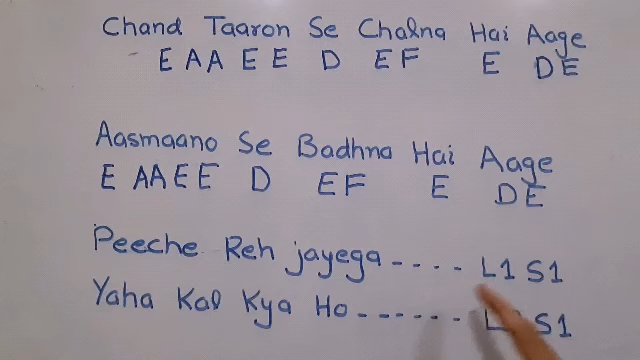 Chand Taaron Se Chalna Hai Aage
E A A E E D E F E D E
Aasmaano Se Badhna Hai Aage
E AA E E D E F E D E
Peeche Reh jayega ---- L1 S1
Yaha Kal Kya Ho ------ S1